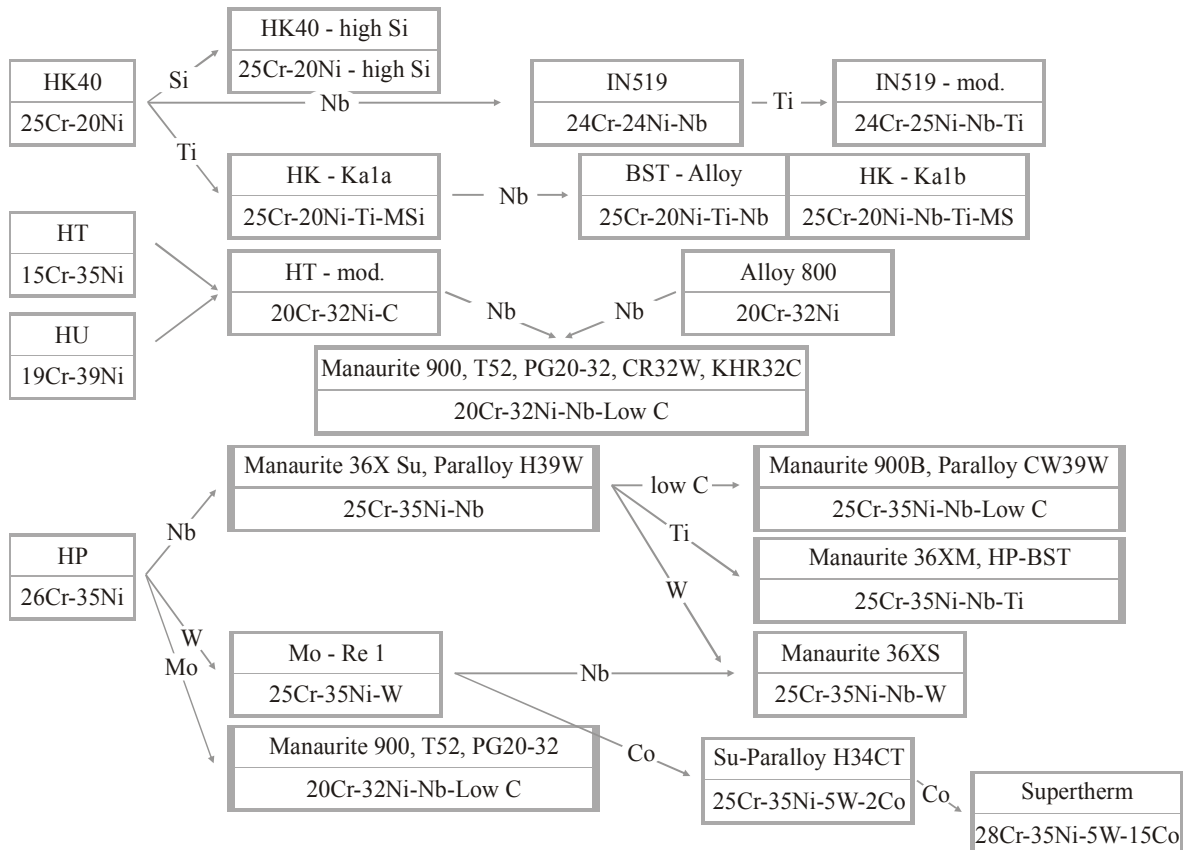 HK40 - high Si
25Cr-20Ni - high Si
HK40
25Cr-20Ni
Si
Nb
IN519
24Cr-24Ni-Nb
Ti
IN519 - mod.
24Cr-25Ni-Nb-Ti
Ti
HK - Ka1a
25Cr-20Ni-Ti-MSi
Nb
BST - Alloy
25Cr-20Ni-Ti-Nb
HK - Ka1b
25Cr-20Ni-Nb-Ti-MS
HT
15Cr-35Ni
HU
19Cr-39Ni
HT - mod.
20Cr-32Ni-C
Nb
Nb
Alloy 800
20Cr-32Ni
Manaurite 900, T52, PG20-32, CR32W, KHR32C
20Cr-32Ni-Nb-Low C
HP
26Cr-35Ni
Nb
Manaurite 36X Su, Paralloy H39W
25Cr-35Ni-Nb
low C
Manaurite 900B, Paralloy CW39W
25Cr-35Ni-Nb-Low C
Ti
Manaurite 36XM, HP-BST
25Cr-35Ni-Nb-Ti
W
W
Mo
Mo - Re 1
25Cr-35Ni-W
Nb
Manaurite 36XS
25Cr-35Ni-Nb-W
Manaurite 900, T52, PG20-32
20Cr-32Ni-Nb-Low C
Co
Su-Paralloy H34CT
25Cr-35Ni-5W-2Co
Co
Supertherm
28Cr-35Ni-5W-15Co